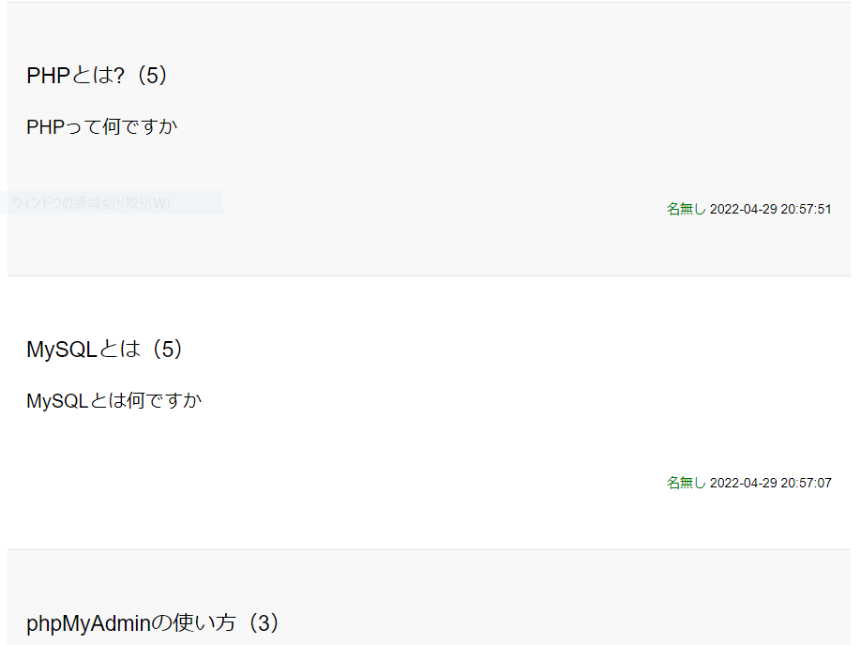 PHPとは?（5）
PHPって何ですか
ウィンドウの領域切り取り(W)
名無し 2022-04-29 20:57:51
MySQLとは（5）
MySQLとは何ですか
名無し 2022-04-29 20:57:07
phpMyAdminの使い方（3）